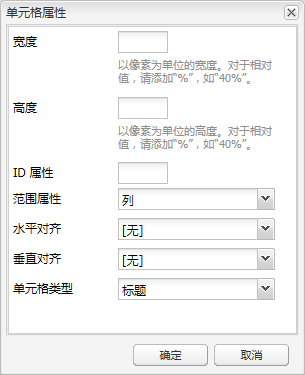 单元格属性
宽度
以像素为单位的宽度。对于相对
值，请添加"%"，如"40%"。
高度
以像素为单位的高度。对于相对
值，请添加"%"，如"40%"。
ID 属性
范围属性 列
水平对齐 [无]
垂直对齐 [无]
单元格类型 标题
确定 取消